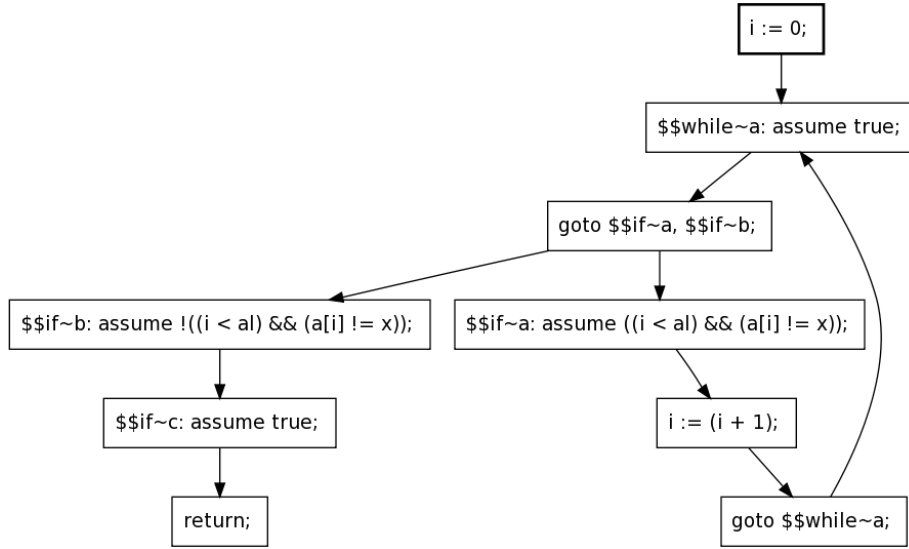 i := 0;
$$while~a: assume true;
goto $$if~a, $$if~b;
$$if~b: assume !((i < al) && (a[i] != x));
$$if~a: assume ((i < al) && (a[i] != x));
$$if~c: assume true;
i := (i + 1);
return;
goto $$while~a;